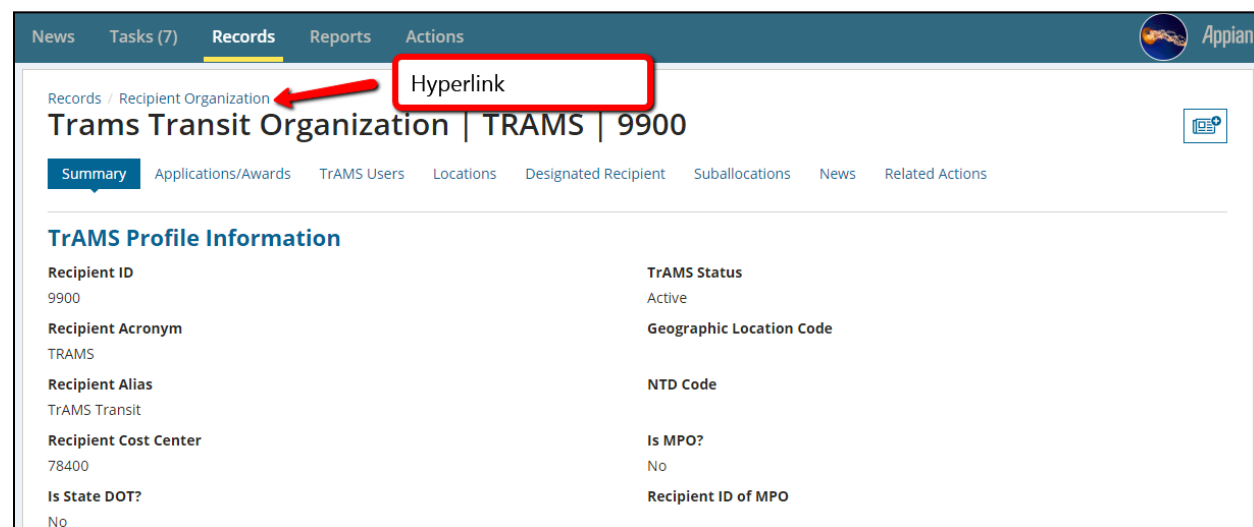 News Tasks (7) Records Reports Actions Appian
Hyperlink
Records / Recipient Organization
Trams Transit Organization | TRAMS | 9900
Summary Applications/Awards TrAMS Users Locations Designated Recipient Suballocations News Related Actions
TrAMS Profile Information
Recipient ID TrAMS Status
9900 Active
Recipient Acronym Geographic Location Code
TRAMS
Recipient Alias NTD Code
TrAMS Transit
Recipient Cost Center Is MPO?
78400 No
Is State DOT? Recipient ID of MPO
No